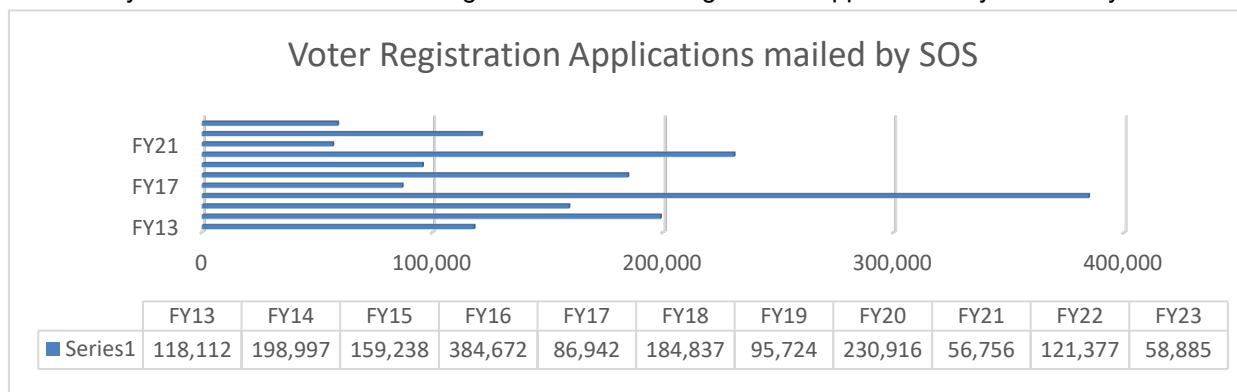 Voter Registration Applications mailed by SOS
FY21
FY17
FY13
0 100,000 200,000 300,000 400,000
FY13 FY14 FY15 FY16 FY17 FY18 FY19 FY20 FY21 FY22 FY23
Series1 118,112 198,997 159,238 384,672 86,942 184,837 95,724 230,916 56,756 121,377 58,885